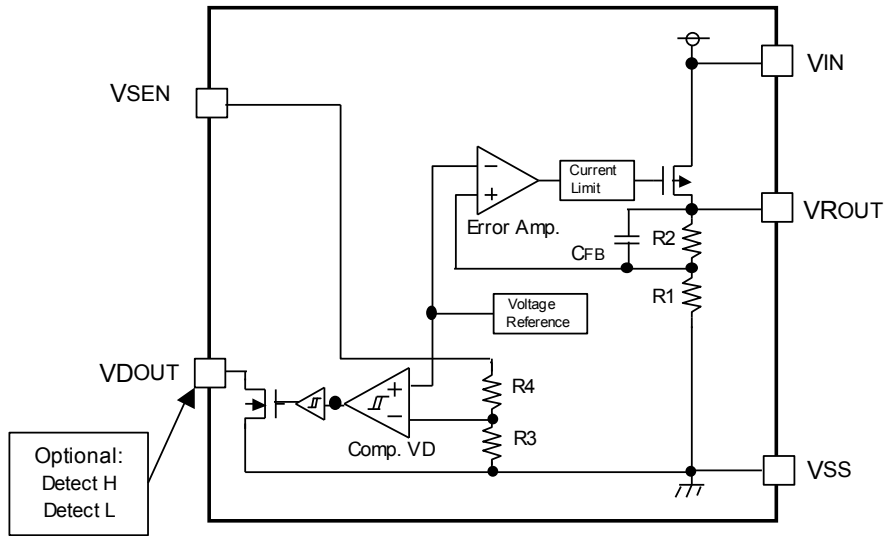 VIN
VSEN
Current
Limit
VROUT
Error Amp.
CFB
R2
R1
Voltage
Reference
VDOUT
R4
R3
Comp. VD
Optional:
Detect H
Detect L
VSS